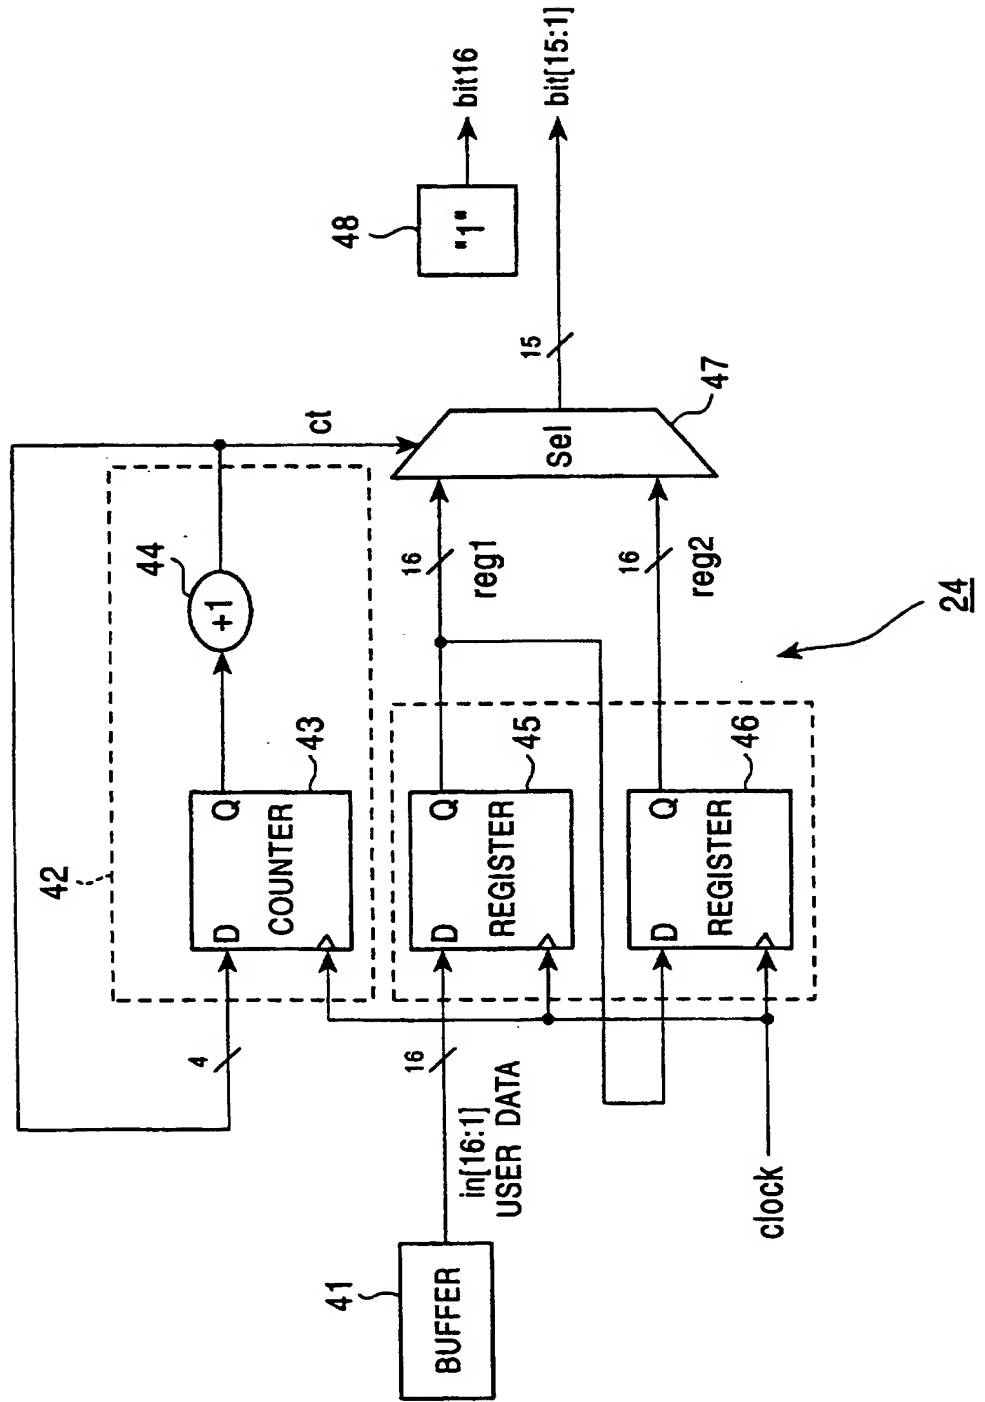 42
43
COUNTER
D
Q
44
+1
ct
4
41
BUFFER
in[16:1]
USER DATA
16
45
REGISTER
D
Q
16
reg1
46
REGISTER
D
Q
16
reg2
clock
Sel
47
15
48
"1"
bit16
bit[15:1]
24